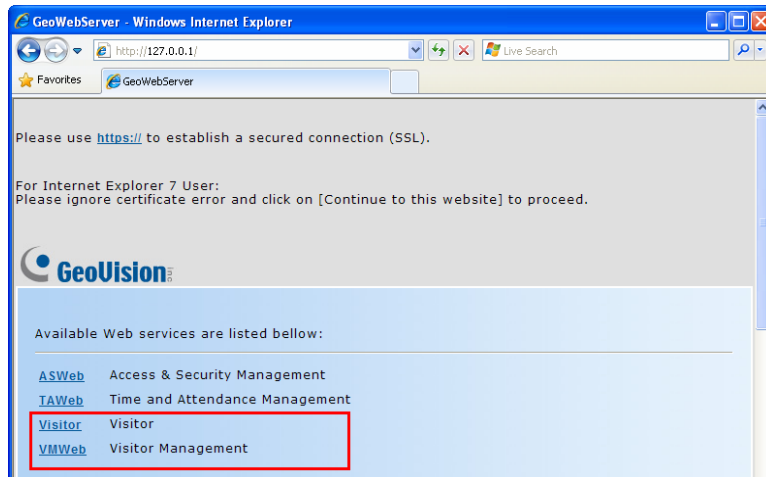 GeoWebServer - Windows Internet Explorer
http://127.0.0.1/
Live Search
Favorites
GeoWebServer
Please use https:// to establish a secured connection (SSL).
For Internet Explorer 7 User:
Please ignore certificate error and click on [Continue to this website] to proceed.
GeoVision
Available Web services are listed bellow:
ASWeb Access & Security Management
TAWeb Time and Attendance Management
Visitor Visitor
VMWeb Visitor Management